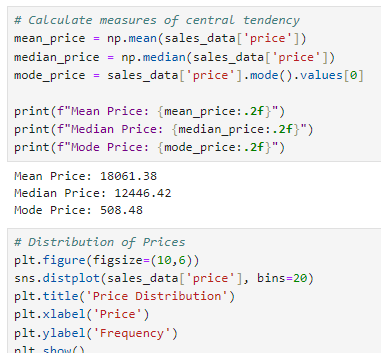 # Calculate measures of central tendency
mean_price = np.mean(sales_data['price'])
median_price = np.median(sales_data['price'])
mode_price = sales_data['price'].mode().values[0]
print(f"Mean Price: {mean_price:.2f}")
print(f"Median Price: {median_price:.2f}")
print(f"Mode Price: {mode_price:.2f}")
Mean Price: 18061.38
Median Price: 12446.42
Mode Price: 508.48
# Distribution of Prices
plt.figure(figsize=(10,6))
sns.distplot(sales_data['price'], bins=20)
plt.title('Price Distribution')
plt.xlabel('Price')
plt.ylabel('Frequency')
plt.show()